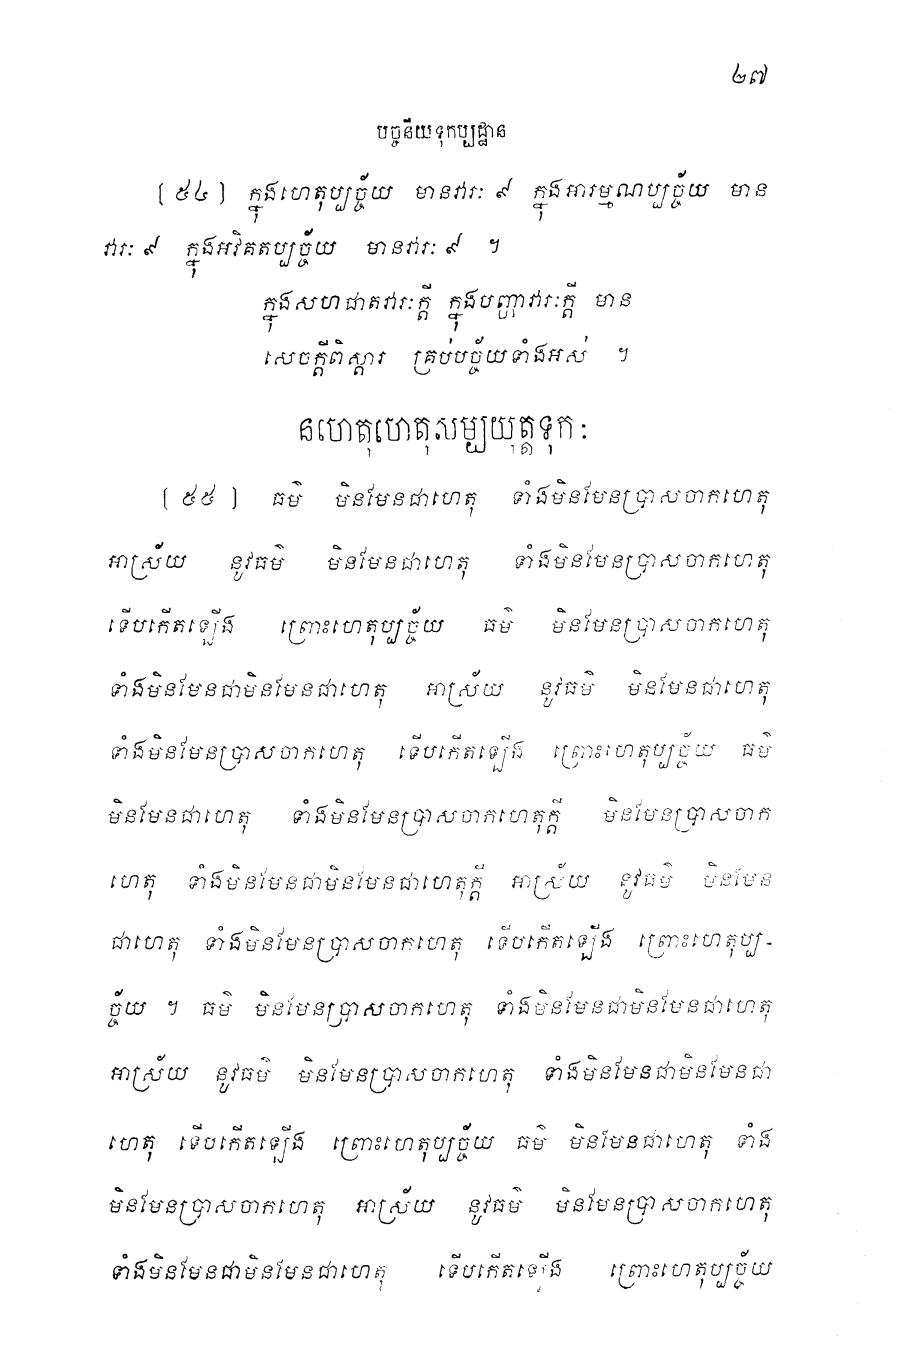 ២៧
បច្ចនីយទុកប្បដ្ឋាន
[ ៥៤ ] ក្នុងហេតុប្បច្ច័យ មានវារៈ ៩ ក្នុងអារម្មណប្បច្ច័យ មាន
វារៈ ៩ ក្នុងអវិគតប្បច្ច័យ មានវារៈ ៩ ។
ក្នុងសហជាតវារៈក្តី ក្នុងបញ្ហាវារៈក្តី មាន
សេចក្តីពិស្តារ គ្រប់បច្ច័យទាំងអស់ ។
នហេតុហេតុសម្បយុត្តទុកៈ
[ ៥៥ ] ធម៌ មិនមែនជាហេតុ ទាំងមិនមែនប្រាសចាកហេតុ
អាស្រ័យ នូវធម៌ មិនមែនជាហេតុ ទាំងមិនមែនប្រាសចាកហេតុ
ទើបកើតឡើង ព្រោះហេតុប្បច្ច័យ ធម៌ មិនមែនប្រាសចាកហេតុ
ទាំងមិនមែនជាមិនមែនជាហេតុ អាស្រ័យ នូវធម៌ មិនមែនជាហេតុ
ទាំងមិនមែនប្រាសចាកហេតុ ទើបកើតឡើង ព្រោះហេតុប្បច្ច័យ ធម៌
មិនមែនជាហេតុ ទាំងមិនមែនប្រាសចាកហេតុក្តី មិនមែនប្រាសចាក
ហេតុ ទាំងមិនមែនជាមិនមែនជាហេតុក្តី អាស្រ័យ នូវធម៌ មិនមែន
ជាហេតុ ទាំងមិនមែនប្រាសចាកហេតុ ទើបកើតឡើង ព្រោះហេតុប្ប-
ច្ច័យ ។ ធម៌ មិនមែនប្រាសចាកហេតុ ទាំងមិនមែនជាមិនមែនជាហេតុ
អាស្រ័យ នូវធម៌ មិនមែនប្រាសចាកហេតុ ទាំងមិនមែនជាមិនមែនជា
ហេតុ ទើបកើតឡើង ព្រោះហេតុប្បច្ច័យ ធម៌ មិនមែនជាហេតុ ទាំង
មិនមែនប្រាសចាកហេតុ អាស្រ័យ នូវធម៌ មិនមែនប្រាសចាកហេតុ
ទាំងមិនមែនជាមិនមែនជាហេតុ ទើបកើតឡើង ព្រោះហេតុប្បច្ច័យ